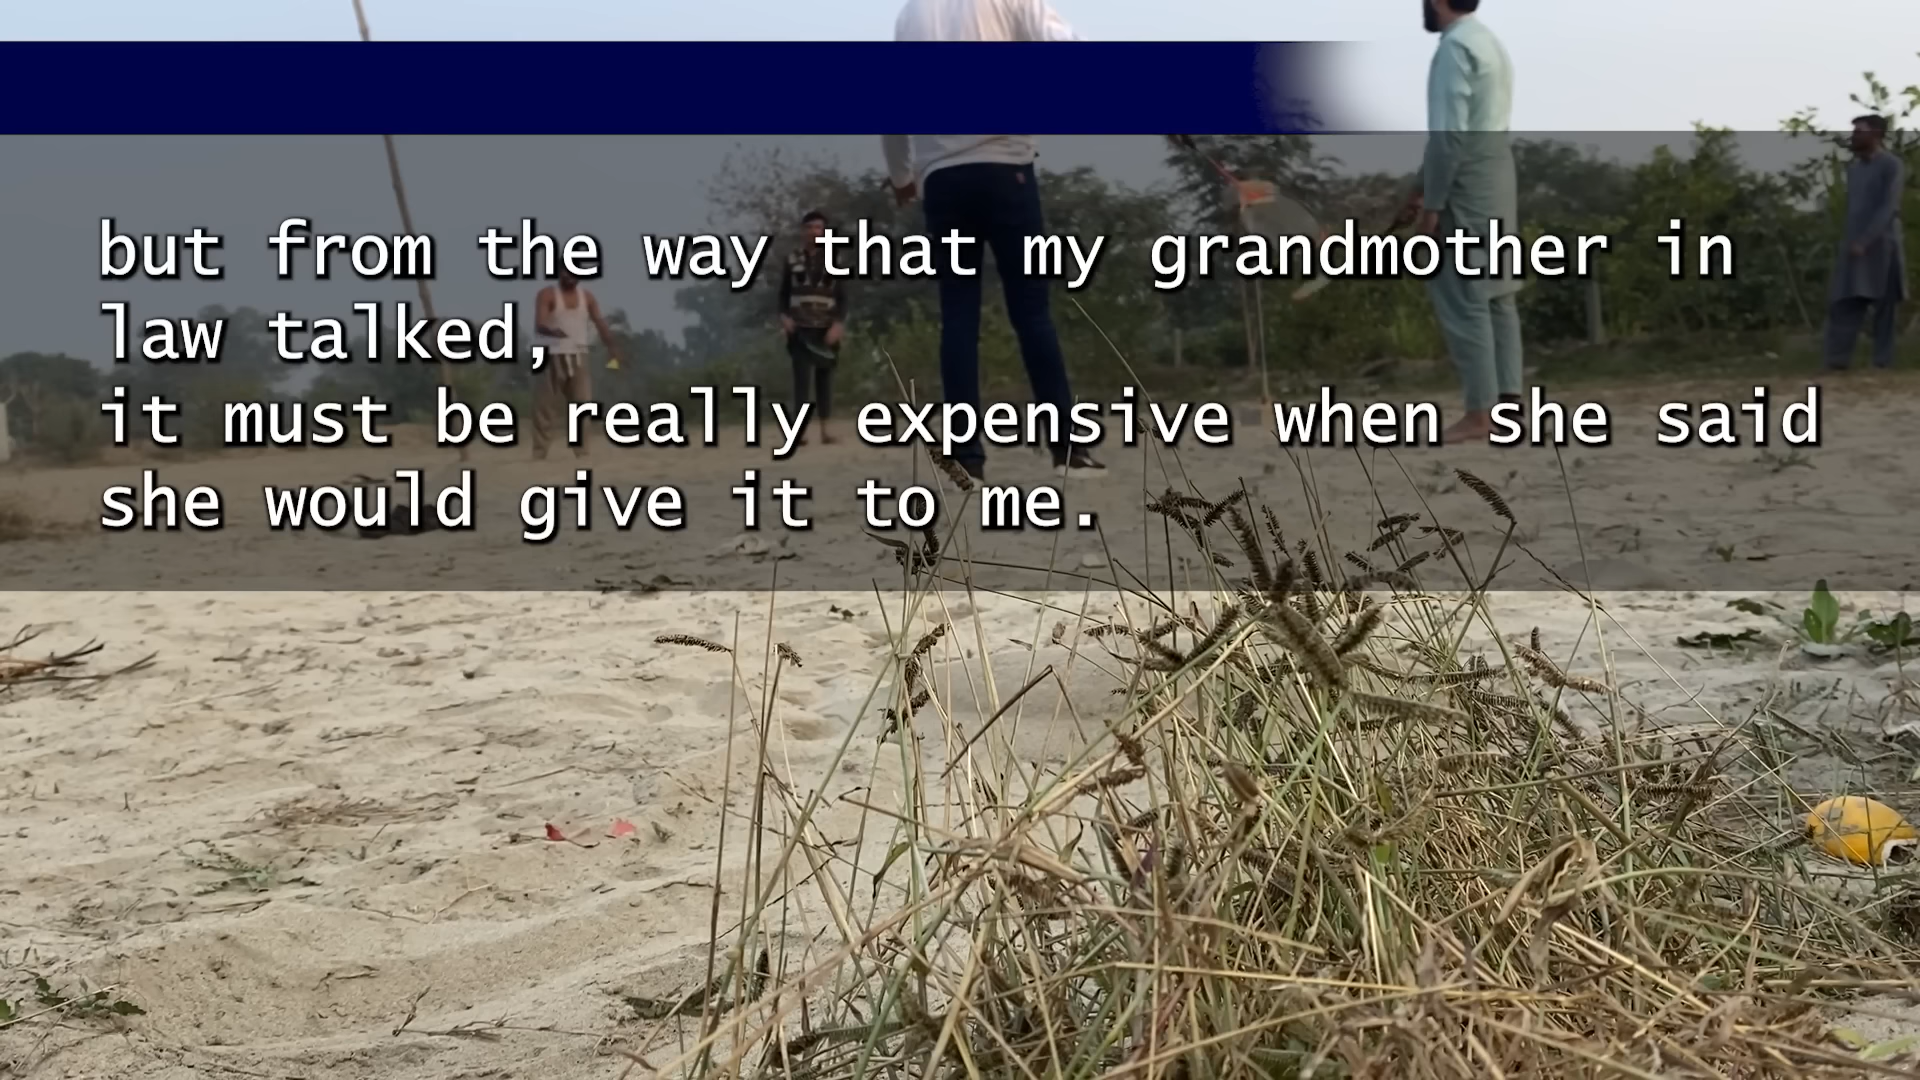 but from the way that my grandmother in
law talked,
it must be really expensive when she said
she would give it to me.